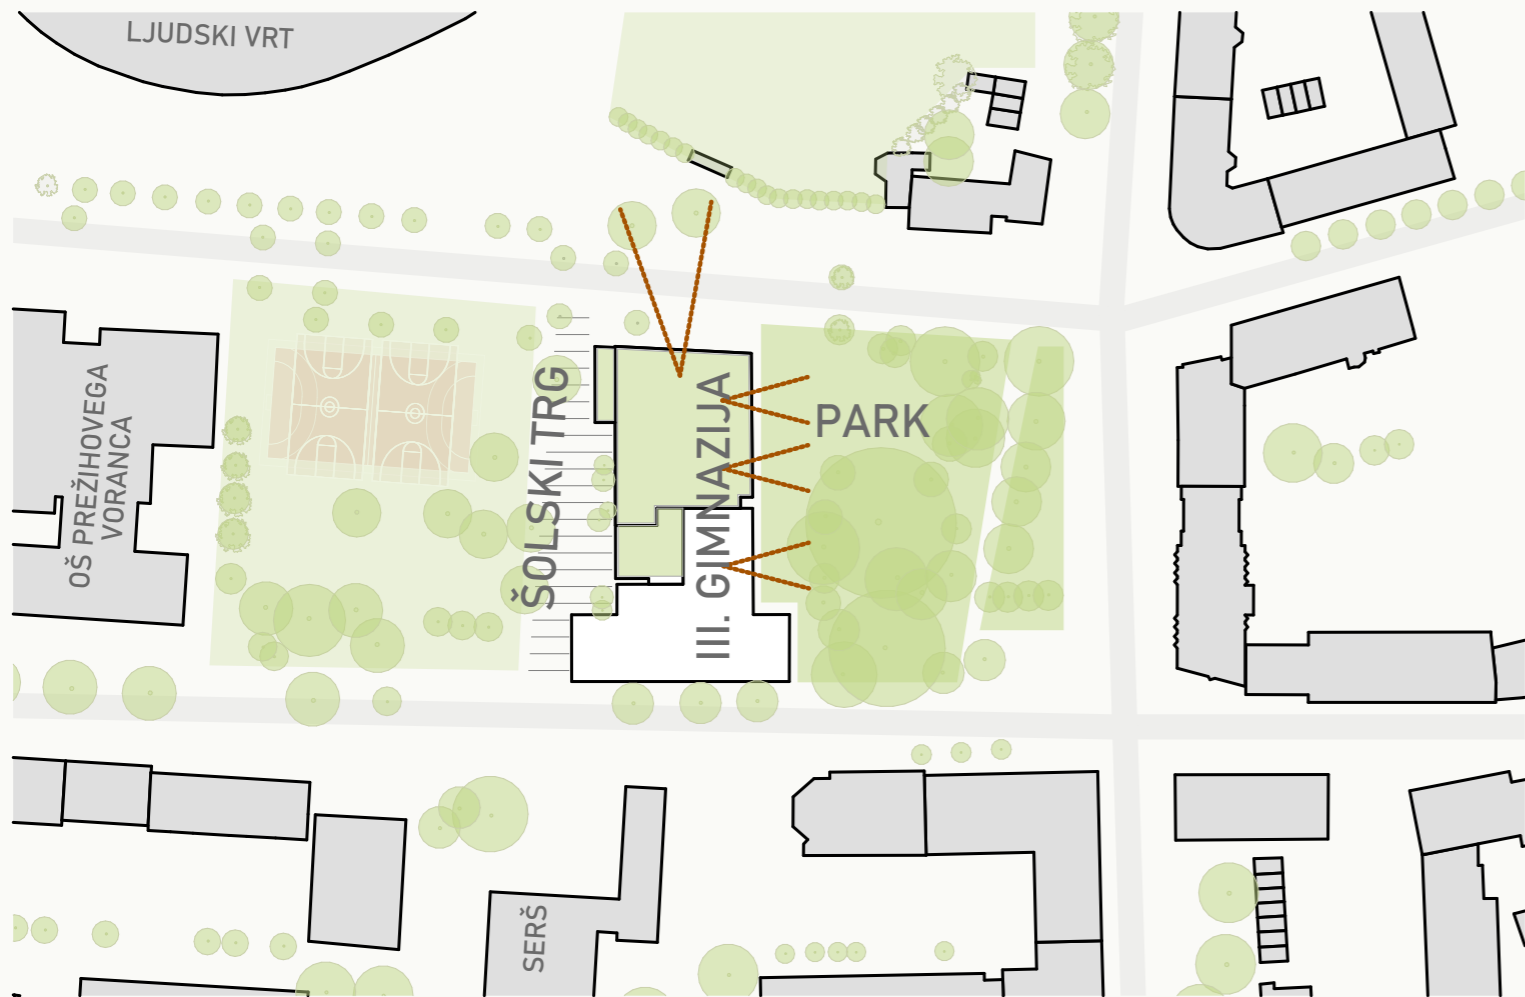 LJUDSKI VRT
OŠ PREŽIHOVEGA
VORANCA
ŠOLSKI TRG
III. GIMNAZIJA
PARK
SERŠ